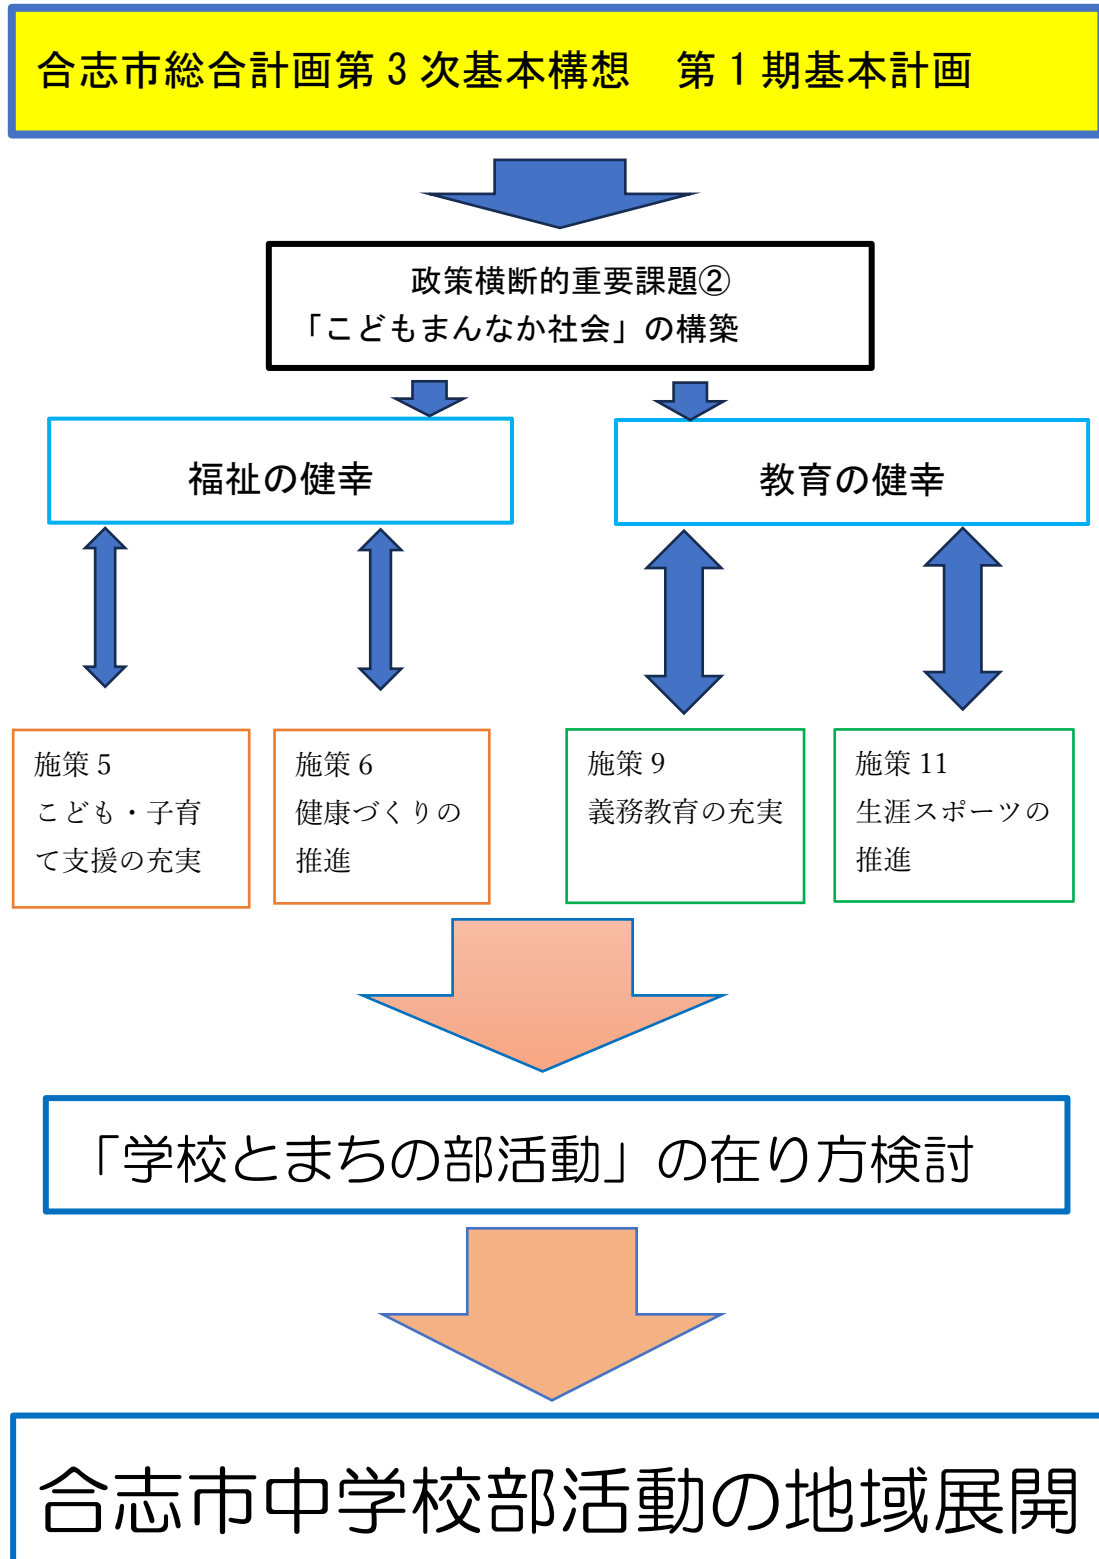 合志市総合計画第3次基本構想　第1期基本計画
政策横断的重要課題②
「こどもまんなか社会」の構築
福祉の健幸
教育の健幸
施策 5
こども・子育
て支援の充実
施策 6
健康づくりの
推進
施策 9
義務教育の充実
施策 11
生涯スポーツの
推進
「学校とまちの部活動」の在り方検討
合志市中学校部活動の地域展開